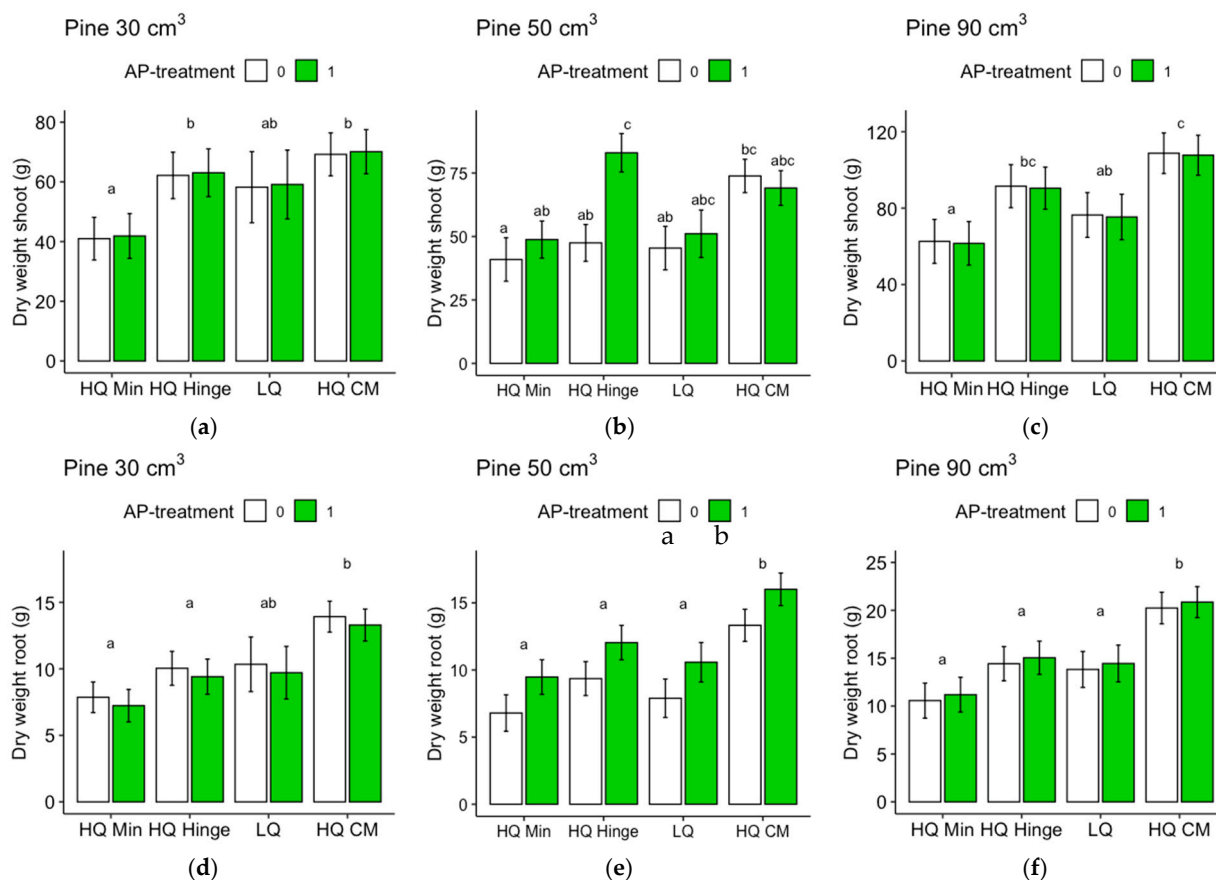 Pine 30 cm³
AP-treatment 0 1
Dry weight shoot (g)
80
60
40
20
0
a
b
ab
b
HQ Min HQ Hinge LQ HQ CM
(a)
Pine 50 cm³
AP-treatment 0 1
Dry weight shoot (g)
75
50
25
0
a
ab
ab
c
ab
abc
bc
abc
HQ Min HQ Hinge LQ HQ CM
(b)
Pine 90 cm³
AP-treatment 0 1
Dry weight shoot (g)
120
80
40
0
a
bc
ab
c
HQ Min HQ Hinge LQ HQ CM
(c)
Pine 30 cm³
AP-treatment 0 1
Dry weight root (g)
15
10
5
0
a
a
ab
b
HQ Min HQ Hinge LQ HQ CM
(d)
Pine 50 cm³
AP-treatment 0 1
a b
Dry weight root (g)
15
10
5
0
a
a
a
b
HQ Min HQ Hinge LQ HQ CM
(e)
Pine 90 cm³
AP-treatment 0 1
Dry weight root (g)
25
20
15
10
5
0
a
a
a
b
HQ Min HQ Hinge LQ HQ CM
(f)